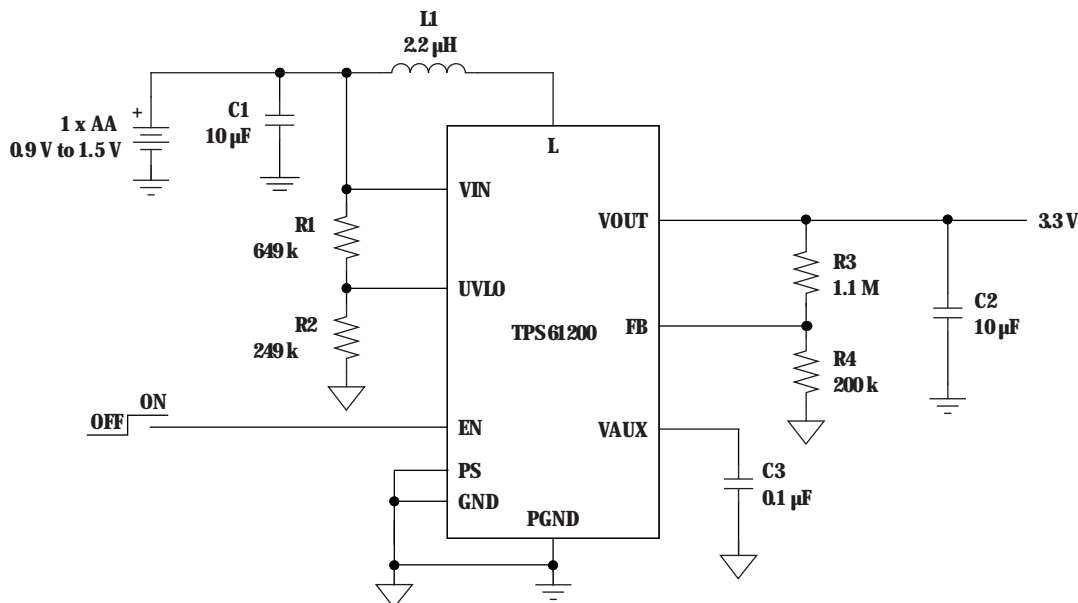 L1
2.2 µH
+
1 x AA
0.9 V to 1.5 V
C1
10 µF
L
VIN
VOUT
3.3 V
R1
649 k
R3
1.1 M
C2
10 µF
UVLO
R2
249 k
TPS61200
FB
R4
200 k
ON
OFF
EN
VAUX
PS
GND
C3
0.1 µF
PGND